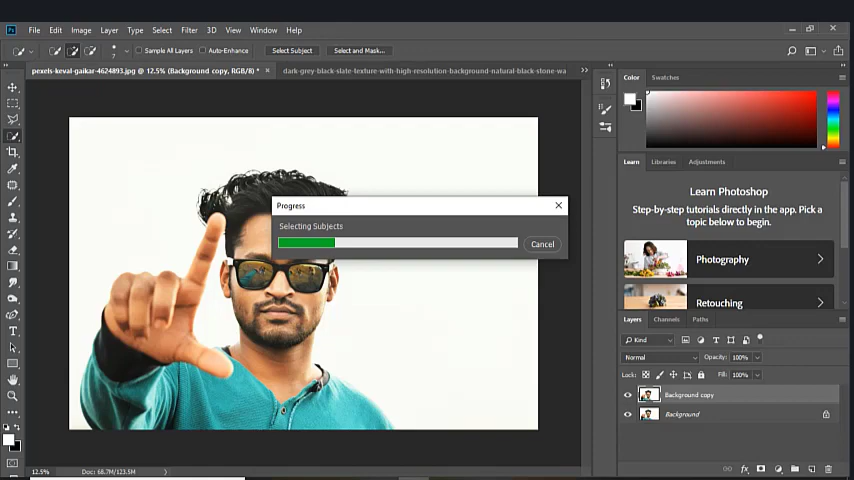 Ps File Edit Image Layer Type Select Filter 3D View Window Help
7 Sample All Layers Auto-Enhance Select Subject Select and Mask...
pexels-keval-gaikar-4624893.jpg @ 12.5% (Background copy, RGB/8) * × dark-grey-black-slate-texture-with-high-resolution-background-natural-black-stone-wa
Color Swatches
Learn Libraries Adjustments
Learn Photoshop
Step-by-step tutorials directly in the app. Pick a
topic below to begin.
Photography
Retouching
Progress
Selecting Subjects
Cancel
Layers Channels Paths
Kind
Normal Opacity: 100%
Lock: Fill: 100%
Background copy
Background
12.5% Doc: 68.7M/123.5M